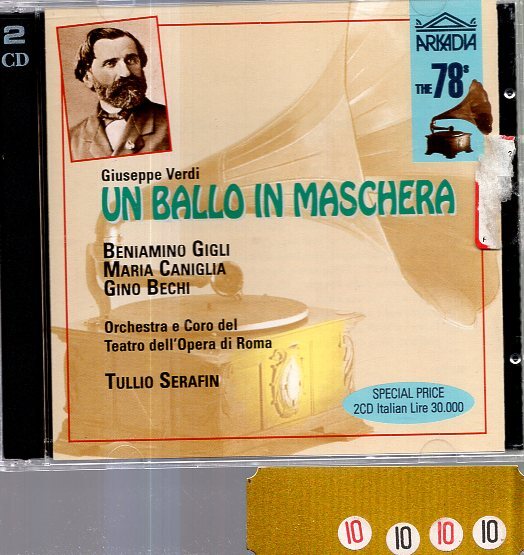 2
CD
ARKADIA
THE 78s
Giuseppe Verdi
UN BALLO IN MASCHERA
BENIAMINO GIGLI
MARIA CANIGLIA
GINO BECHI
Orchestra e Coro del
Teatro dell'Opera di Roma
TULLIO SERAFIN
SPECIAL PRICE
2CD Italian Lire 30.000
10 10 10 10